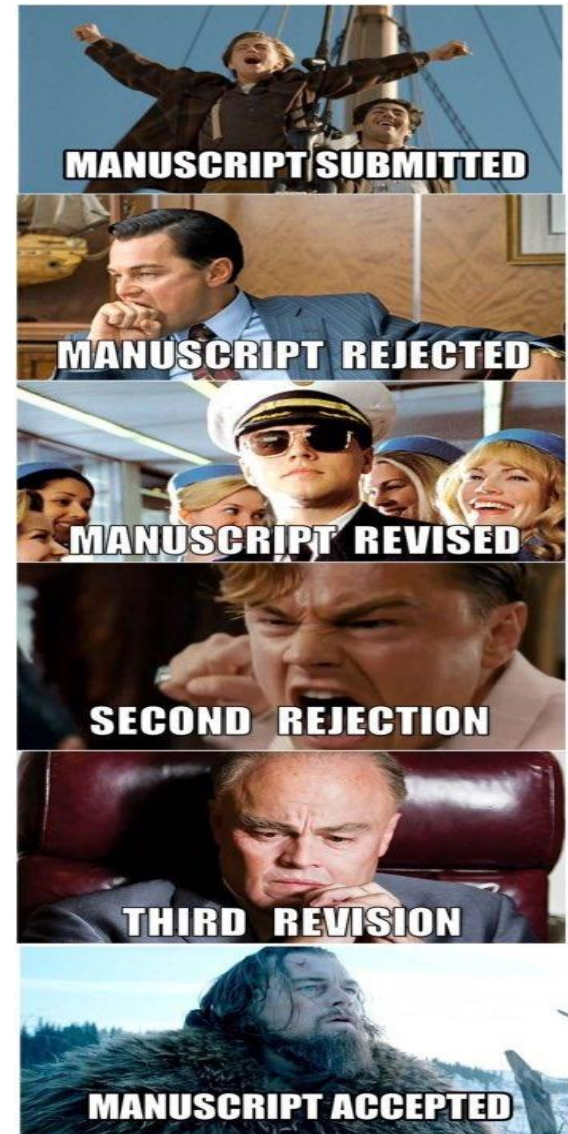 MANUSCRIPT SUBMITTED
MANUSCRIPT REJECTED
MANUSCRIPT REVISED
SECOND REJECTION
THIRD REVISION
MANUSCRIPT ACCEPTED